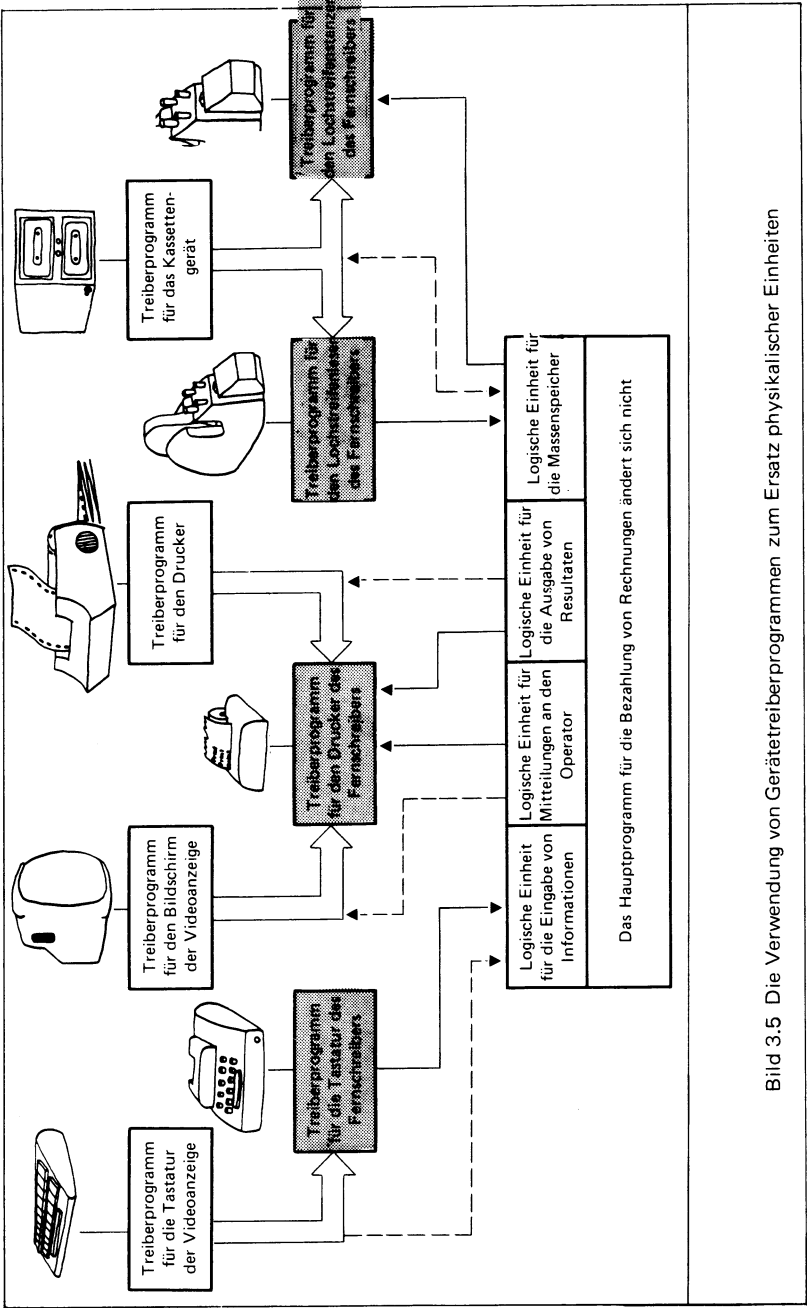 Treiberprogramm
für die Tastatur
der Videoanzeige
Treiberprogramm
für die Tastatur des
Fernschreibers
Treiberprogramm
für den Bildschirm
der Videoanzeige
Treiberprogramm
für den Drucker des
Fernschreibers
Treiberprogramm
für den Drucker
Treiberprogramm für
den Lochstreifenleser
des Fernschreibers
Treiberprogramm
für das Kassetten-
gerät
Treiberprogramm für
den Lochstreifenstanzer
des Fernschreibers
Logische Einheit
für die Eingabe von
Informationen
Logische Einheit für
Mitteilungen an den
Operator
Logische Einheit für
die Ausgabe von
Resultaten
Logische Einheit für
die Massenspeicher
Das Hauptprogramm für die Bezahlung von Rechnungen ändert sich nicht
Bild 3.5 Die Verwendung von Gerätetreiberprogrammen zum Ersatz physikalischer Einheiten